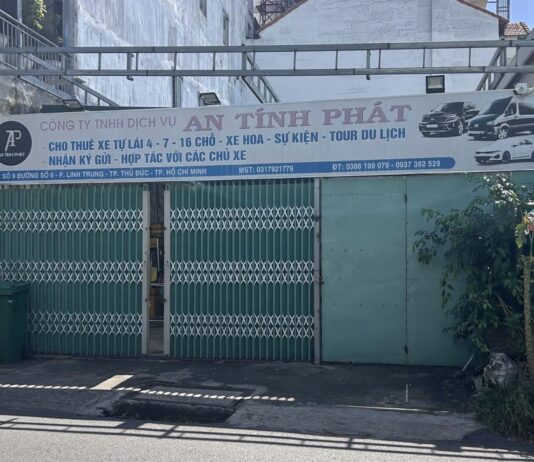 CÔNG TY TNHH DỊCH VỤ AN TÍNH PHÁT
AP
AN TÍNH PHÁT
- CHO THUÊ XE TỰ LÁI 4 - 7 - 16 CHỖ - XE HOA - SỰ KIỆN - TOUR DU LỊCH
- NHẬN KÝ GỬI - HỢP TÁC VỚI CÁC CHỦ XE
SỐ 9 ĐƯỜNG SỐ 6 - P. LINH TRUNG - TP. THỦ ĐỨC - TP. HỒ CHÍ MINH MST: 0317921779 ĐT: 0386 199 079 - 0937 382 529